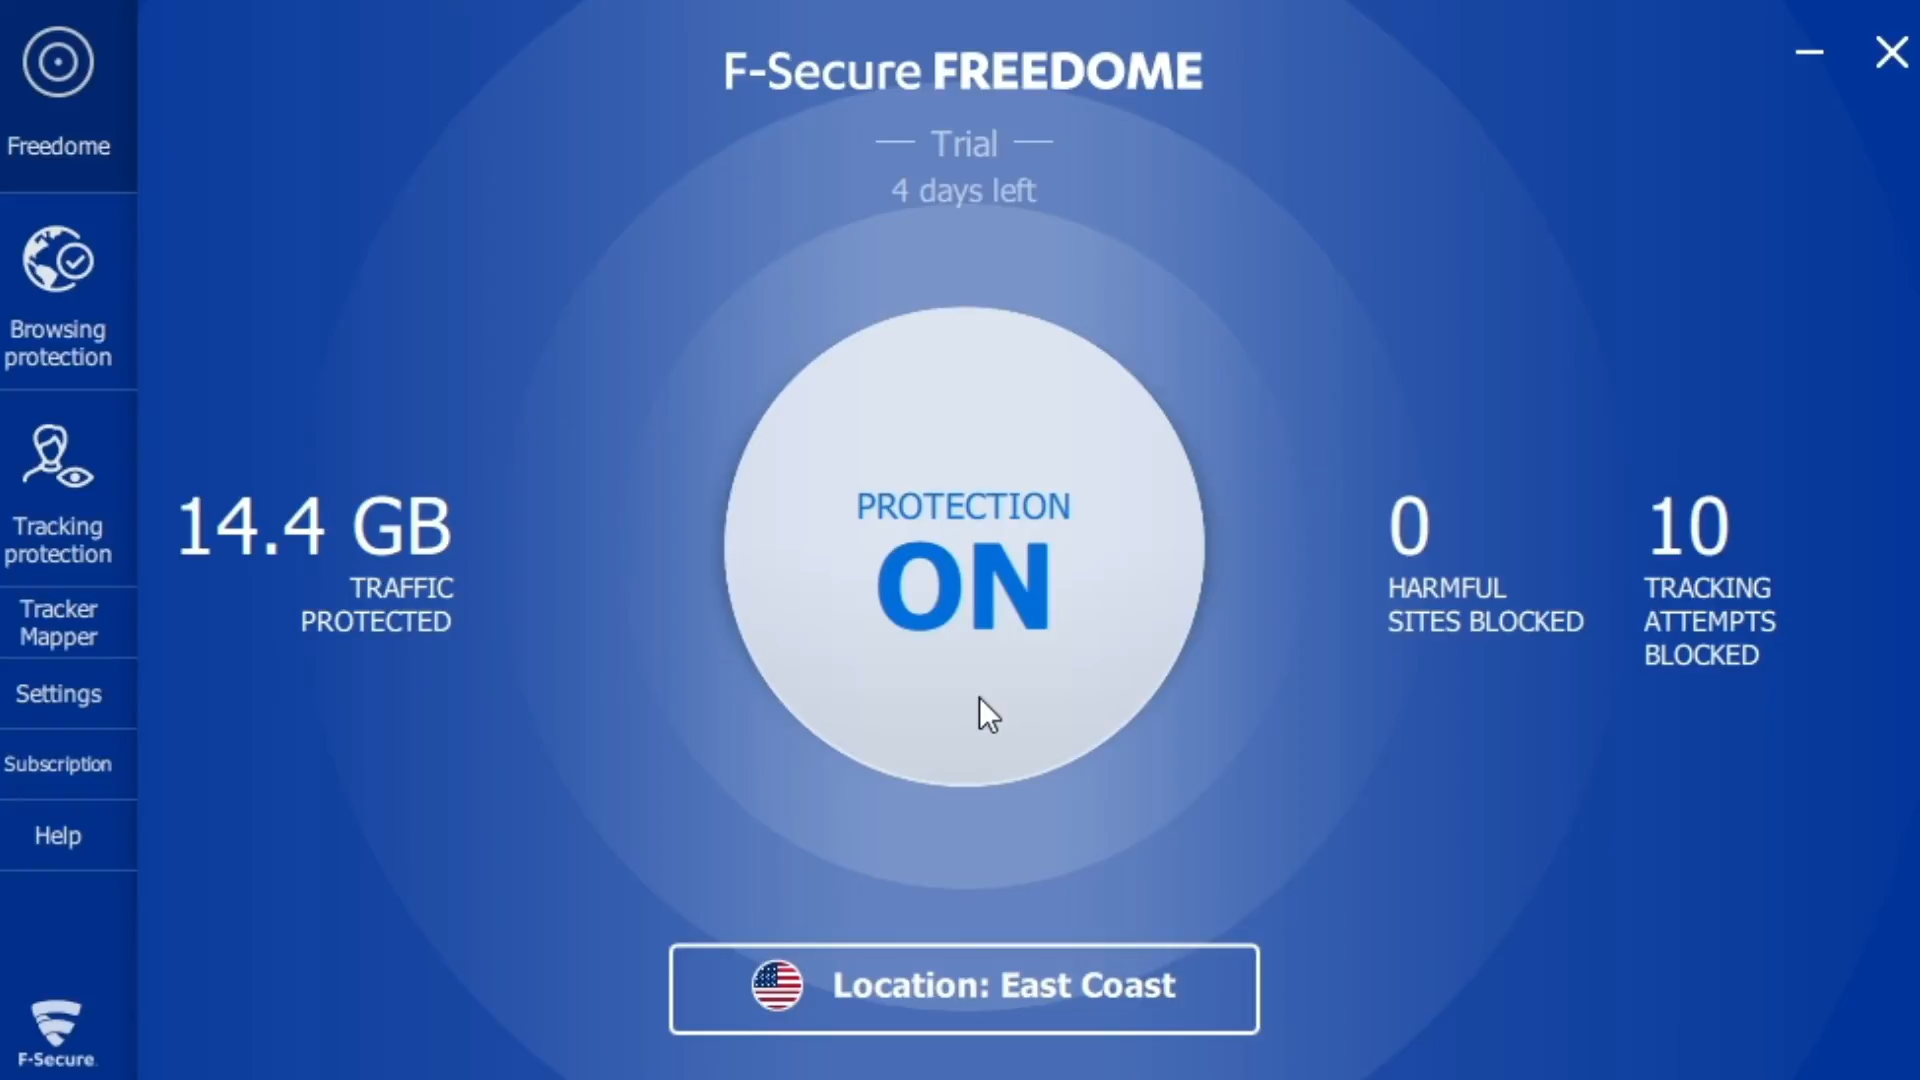 F-Secure FREEDOME
Trial
4 days left
Freedome
Browsing
protection
Tracking
protection
Tracker
Mapper
Settings
Subscription
Help
F-Secure.
14.4 GB
TRAFFIC
PROTECTED
PROTECTION
ON
0
HARMFUL
SITES BLOCKED
10
TRACKING
ATTEMPTS
BLOCKED
Location: East Coast